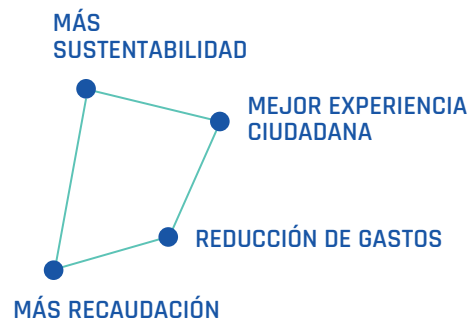 MÁS
SUSTENTABILIDAD
MEJOR EXPERIENCIA
CIUDADANA
REDUCCIÓN DE GASTOS
MÁS RECAUDACIÓN